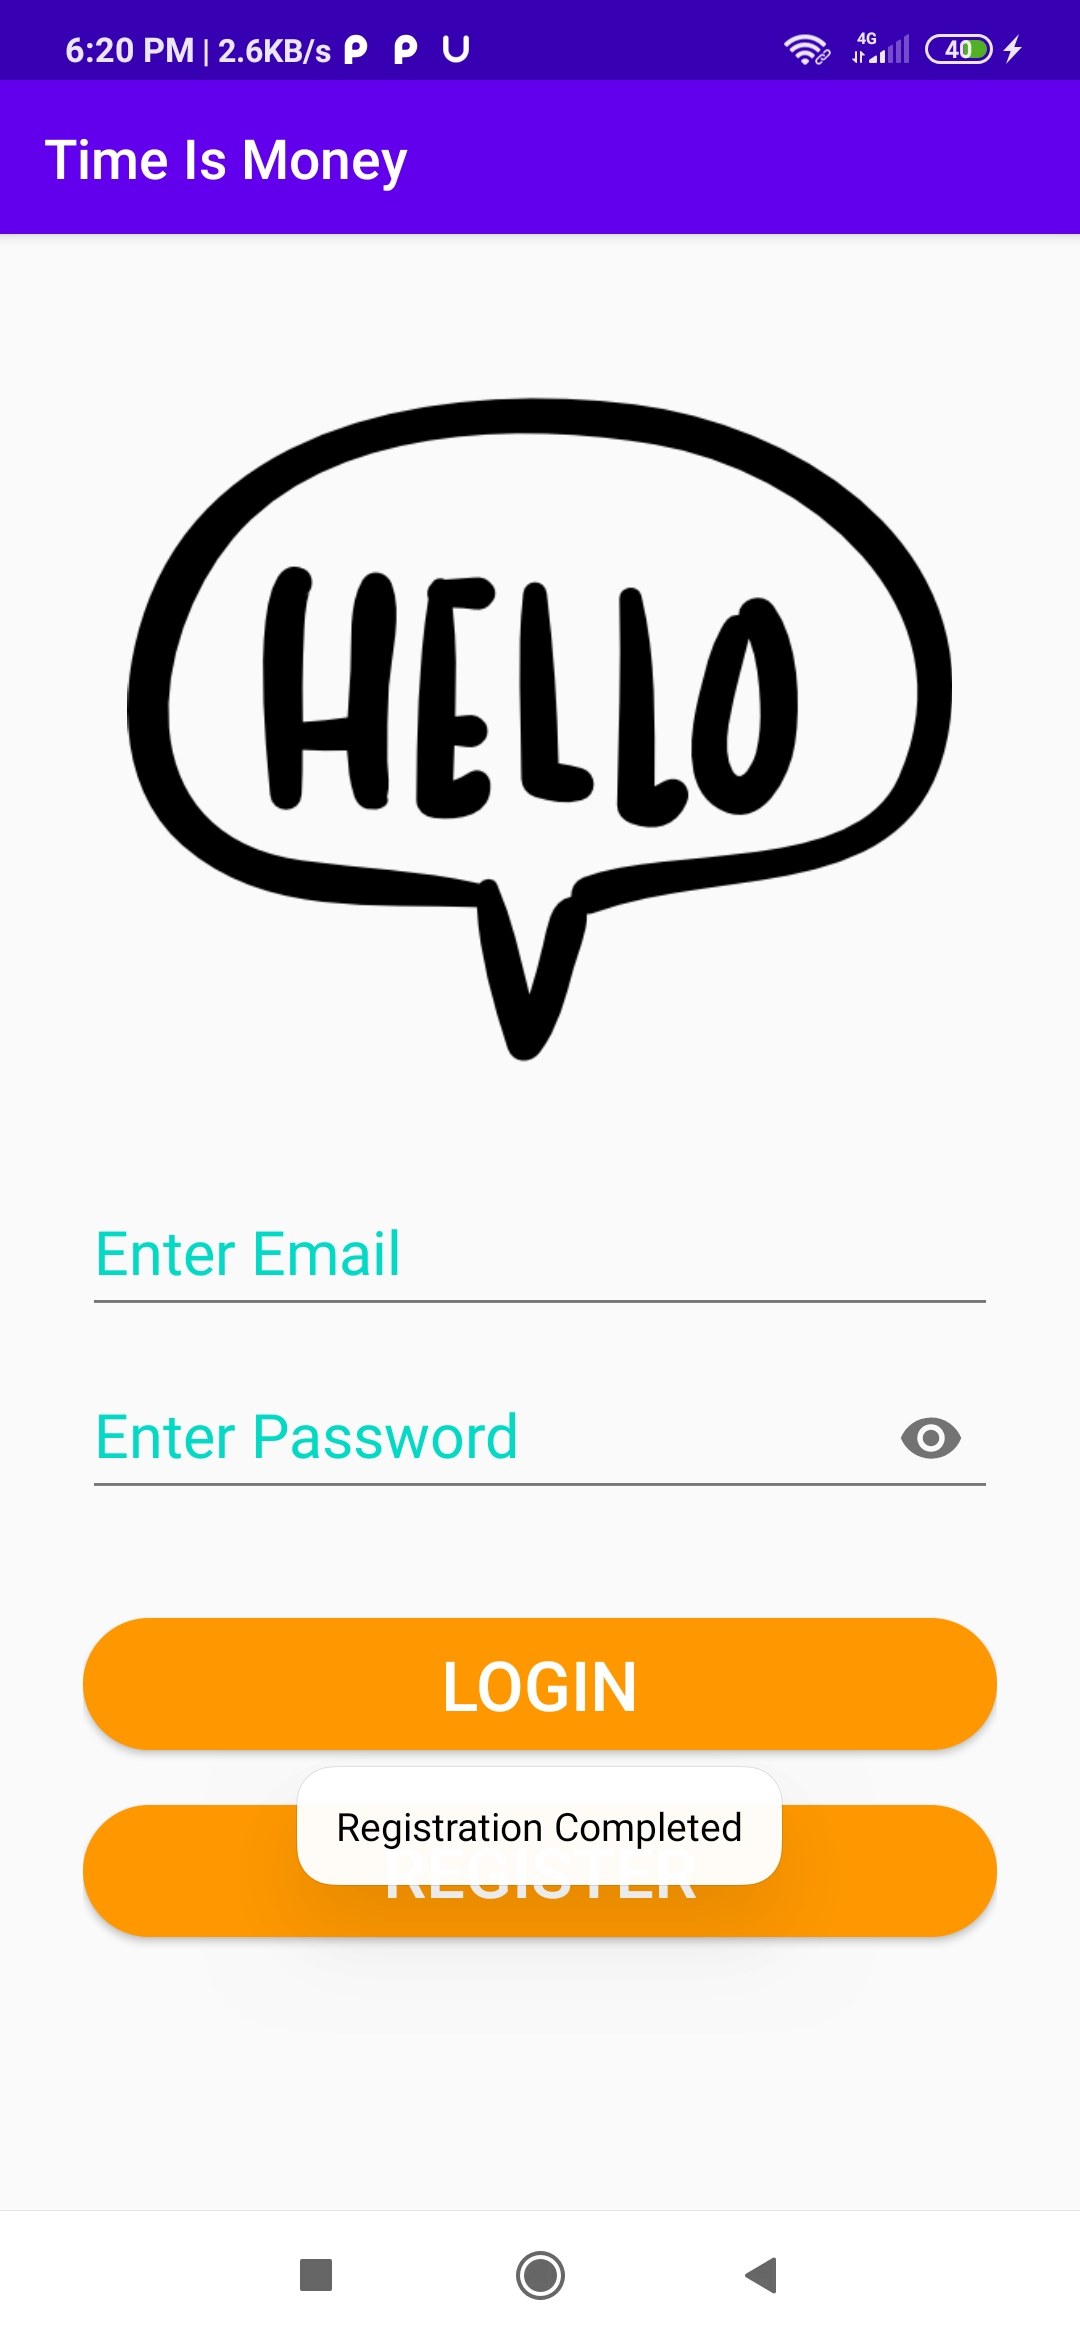 6:20 PM | 2.6KB/s
4G
40
Time Is Money
HELLO
Enter Email
Enter Password
LOGIN
Registration Completed
REGISTER